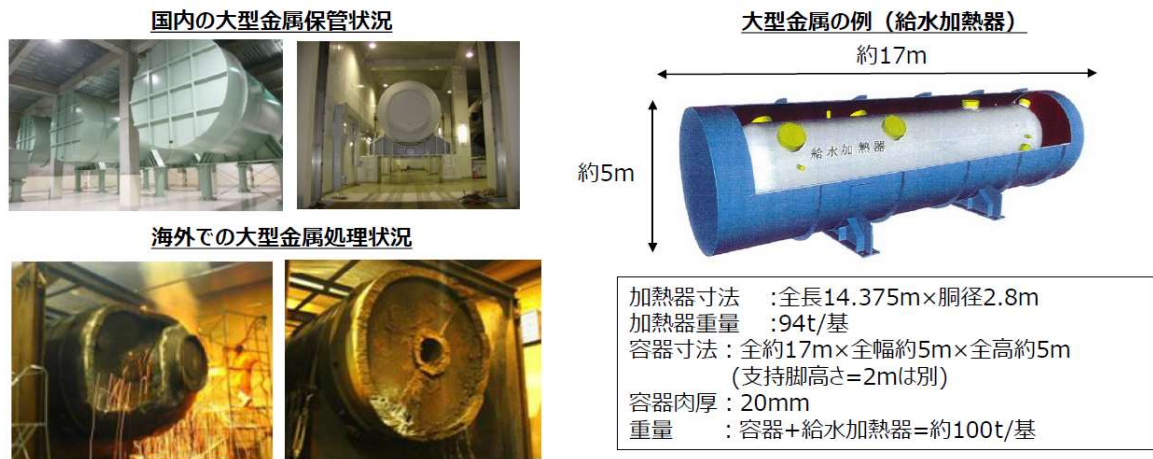 国内の大型金属保管状況
海外での大型金属処理状況
大型金属の例（給水加熱器）
約17m
約5m
給水加熱器
加熱器寸法　:全長14.375m×胴径2.8m
加熱器重量　:94t/基
容器寸法：全約17m×全幅約5m×全高約5m
(支持脚高さ=2mは別)
容器肉厚：20mm
重量　　：容器+給水加熱器=約100t/基